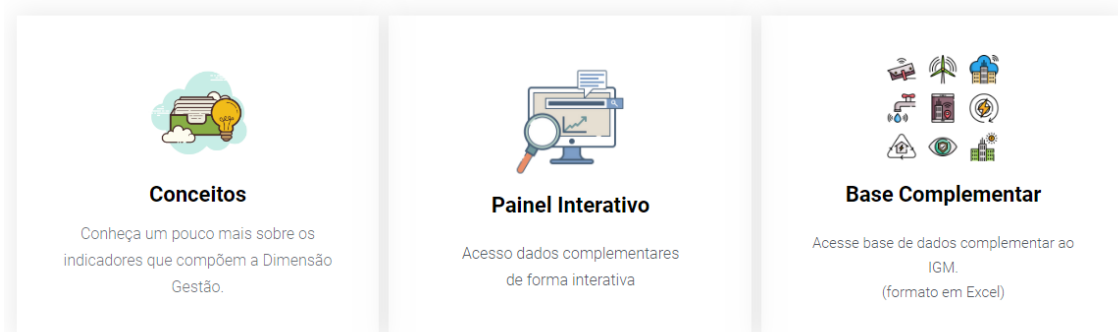 Conceitos
Conheça um pouco mais sobre os
indicadores que compõem a Dimensão
Gestão.
Painel Interativo
Acesso dados complementares
de forma interativa
Base Complementar
Acesse base de dados complementar ao
IGM.
(formato em Excel)